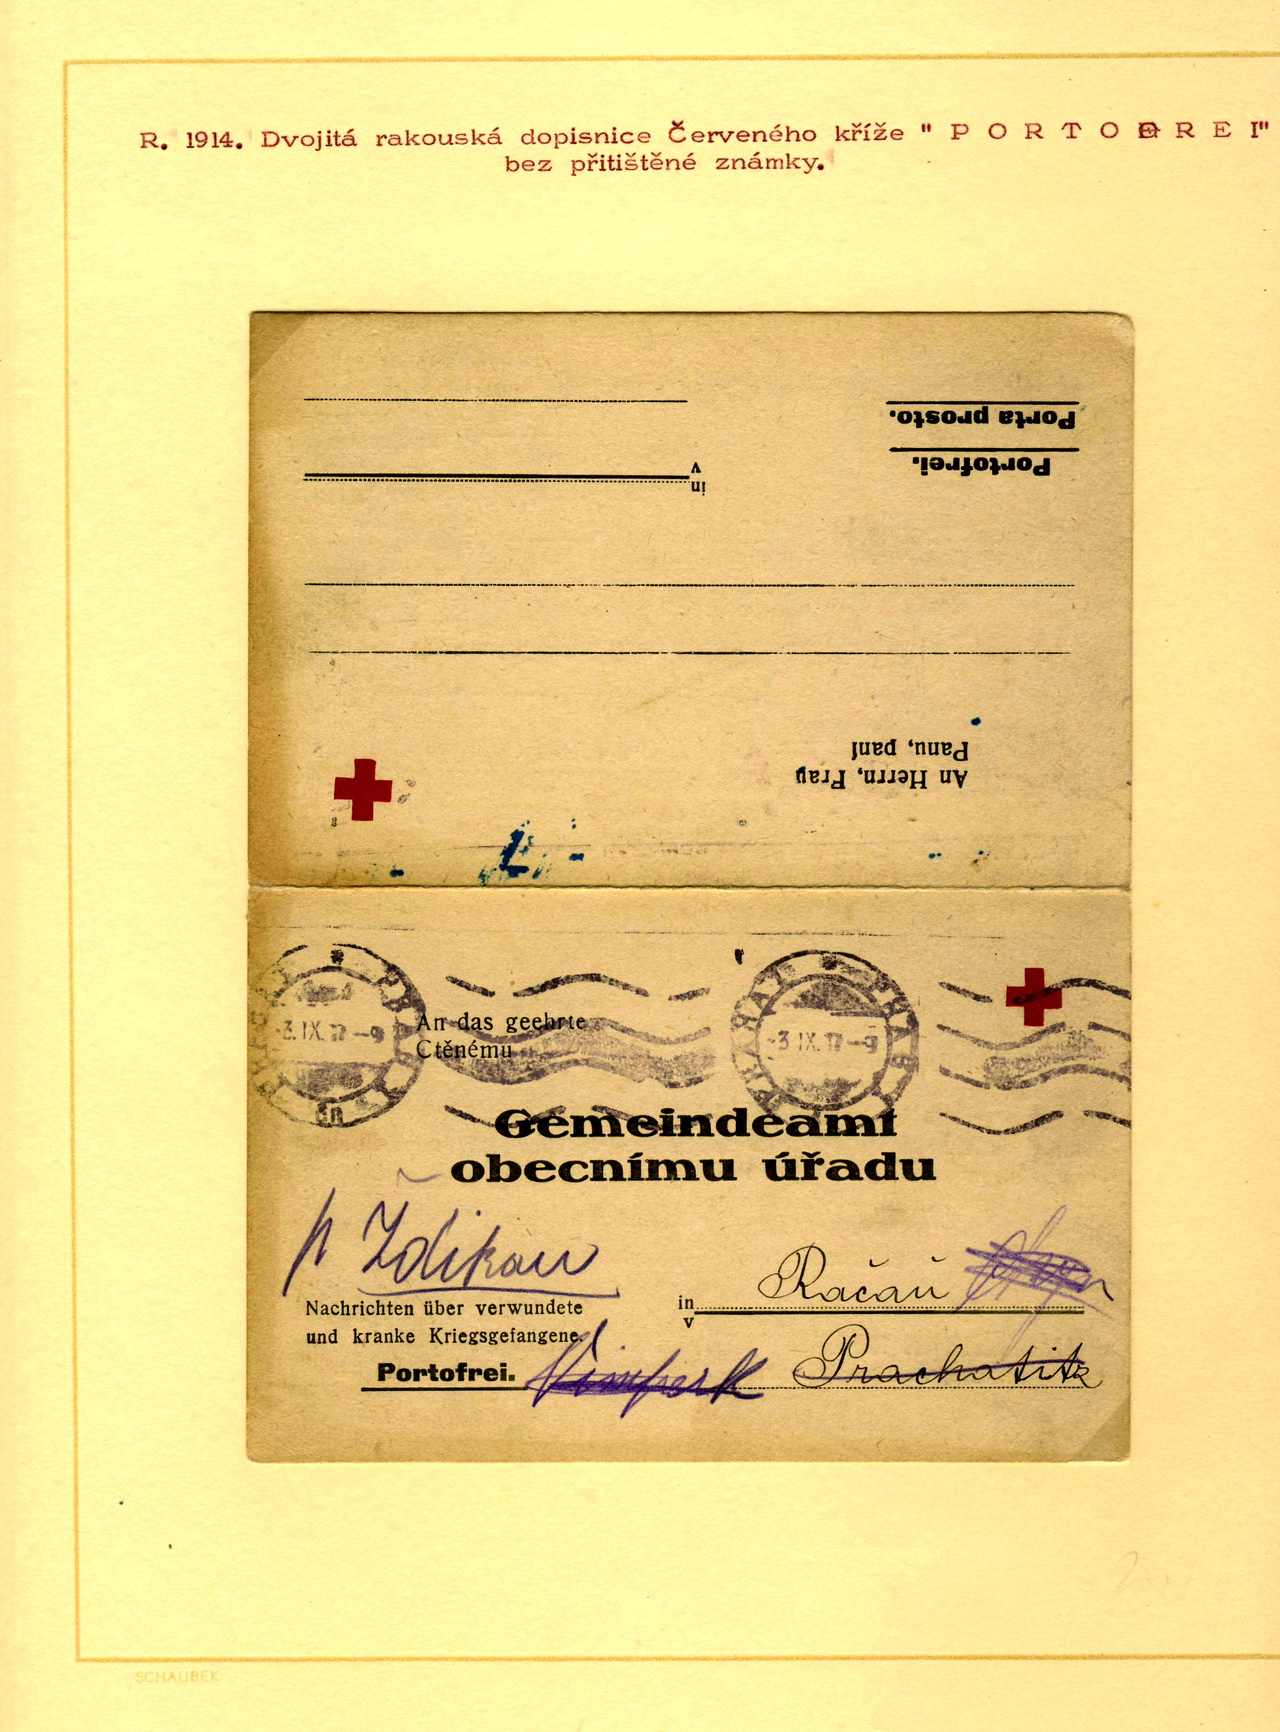 R. 1914. Dvojitá rakouská dopisnice Červeného kříže " P O R T O F R E I"
bez přitištěné známky.
An Herrn, Frau
Panu, paní
in
v
Portofrei.
Porta prosto.
3. IX. 17 - 9
3 IX. 17 - 9
An das geehrte
Ctěnému
Gemeindeamt
obecnímu úřadu
p Ždikau
Nachrichten über verwundete
und kranke Kriegsgefangene.
Portofrei.
Vimperk
in
v
Račau
Prachatitz
SCHAUBEK